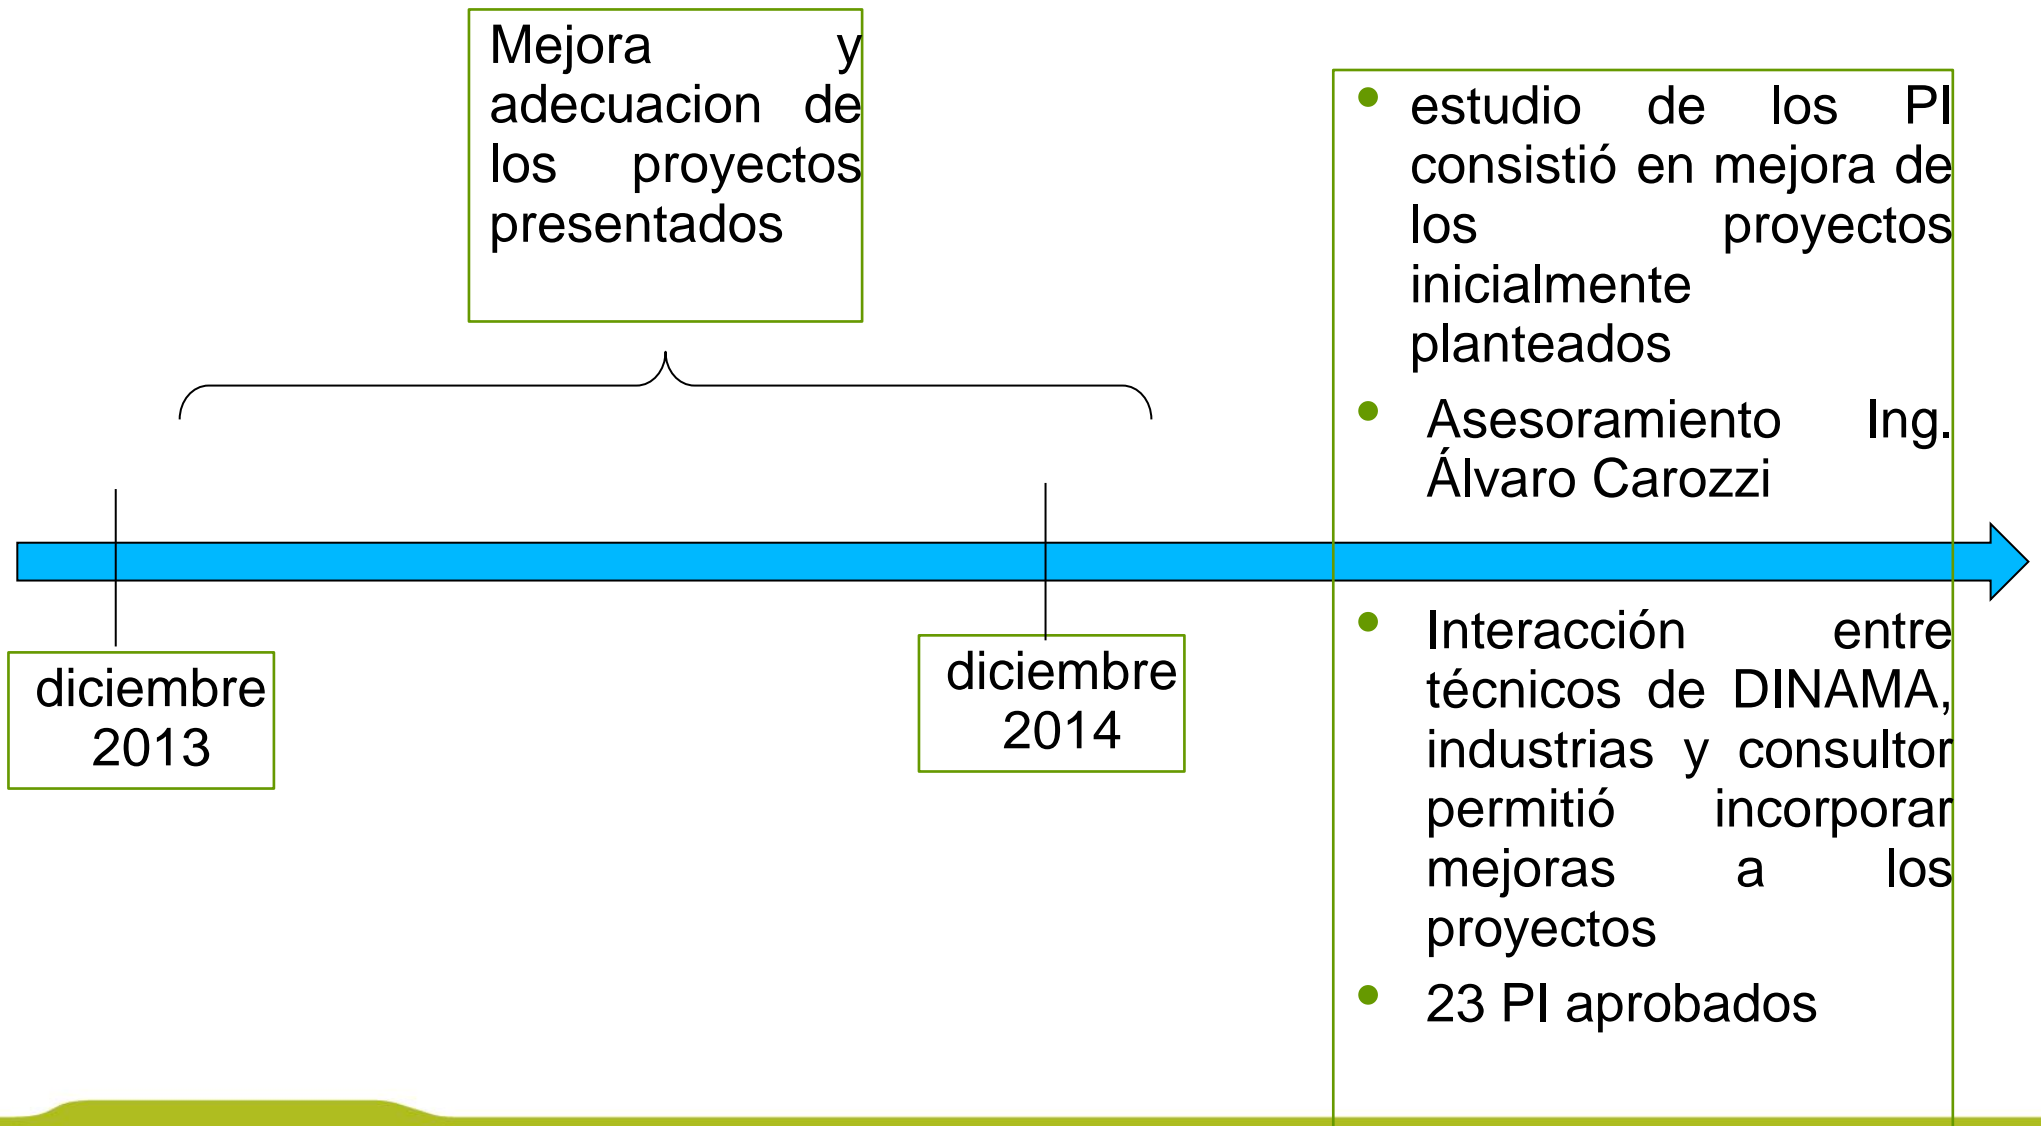 Mejora y
adecuacion de
los proyectos
presentados
diciembre
2013
diciembre
2014
• estudio de los PI
consistió en mejora de
los proyectos
inicialmente
planteados
• Asesoramiento Ing.
Álvaro Carozzi
• Interacción entre
técnicos de DINAMA,
industrias y consultor
permitió incorporar
mejoras a los
proyectos
• 23 PI aprobados